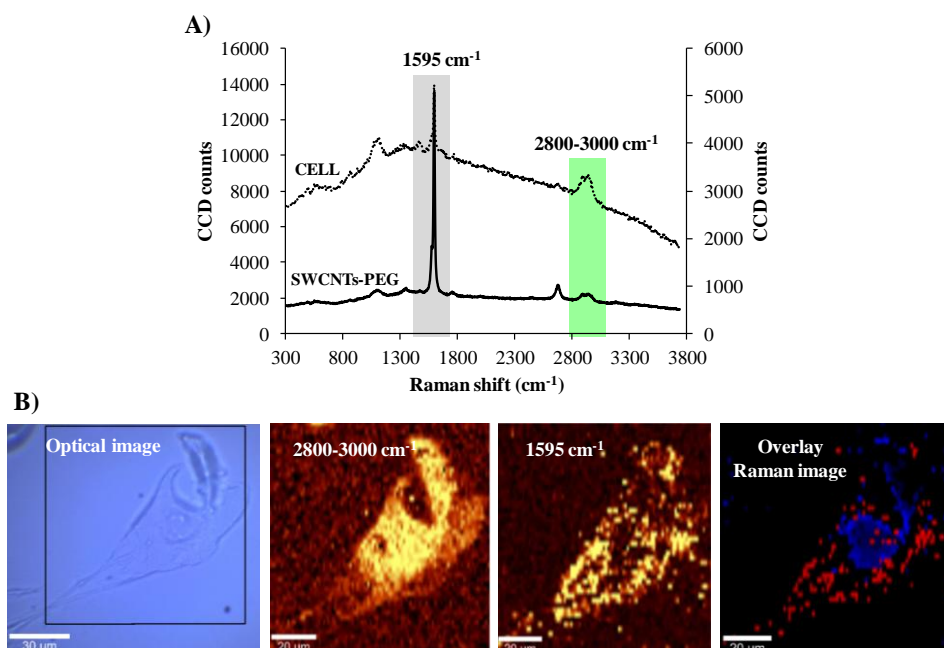 A)
16000
14000
12000
10000
8000
6000
4000
2000
0
CCD counts
6000
5000
4000
3000
2000
1000
0
CCD counts
1595 cm⁻¹
2800-3000 cm⁻¹
CELL
SWCNTs-PEG
300 800 1300 1800 2300 2800 3300 3800
Raman shift (cm⁻¹)
B)
Optical image
30 µm
2800-3000 cm⁻¹
20 µm
1595 cm⁻¹
20 µm
Overlay
Raman image
20 µm